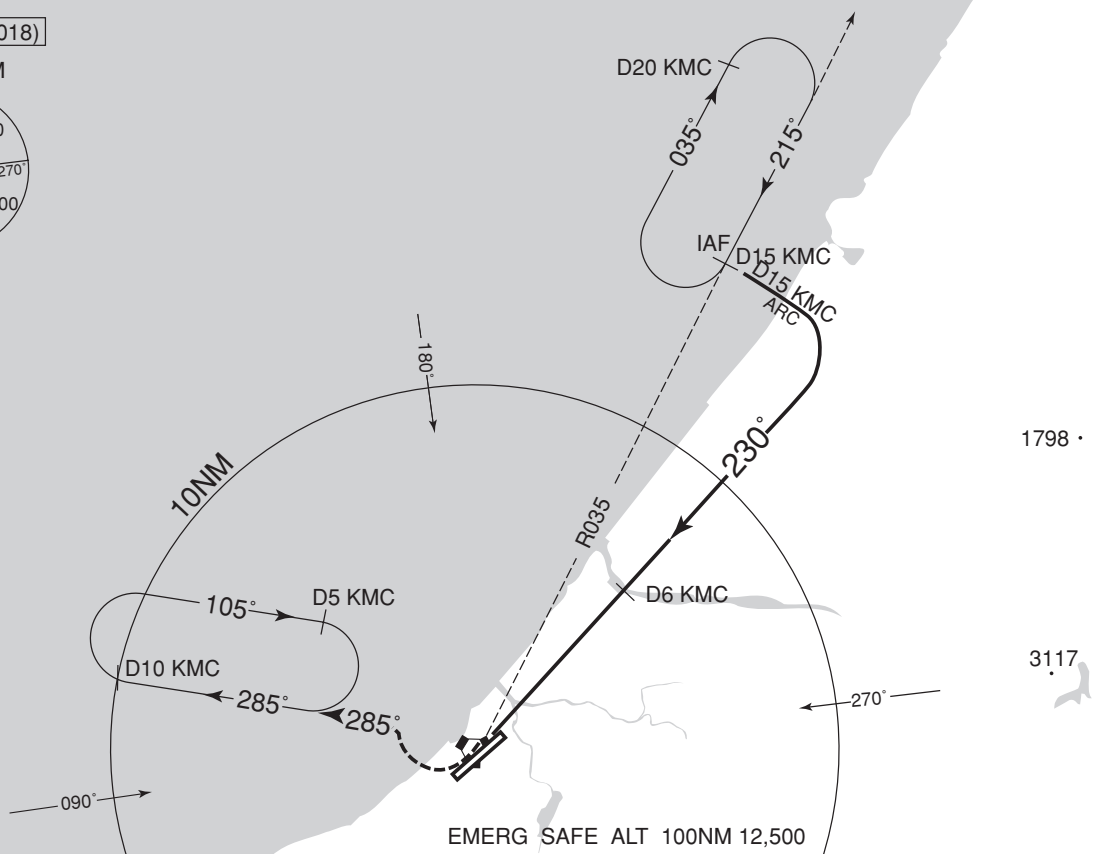 018)
D20 KMC
035°
215°
270°
00
IAF
D15 KMC
D15 KMC
ARC
180°
230°
1798
10NM
R035
105°
D5 KMC
D6 KMC
D10 KMC
3117
285°
285°
270°
090°
EMERG SAFE ALT 100NM 12,500